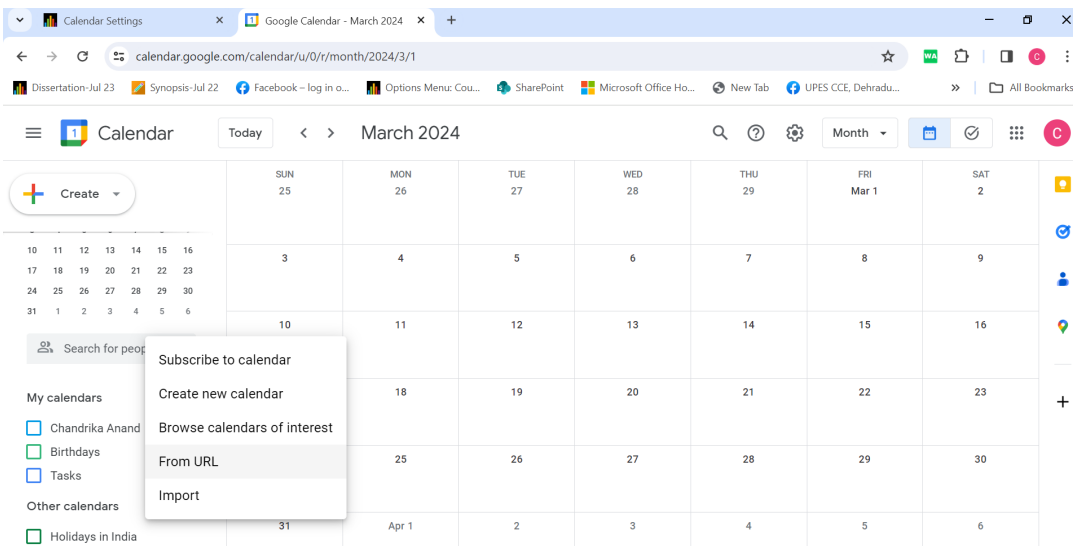 Calendar Settings
Google Calendar - March 2024
calendar.google.com/calendar/u/0/r/month/2024/3/1
WA
C
Dissertation-Jul 23
Synopsis-Jul 22
Facebook – log in o...
Options Menu: Cou...
SharePoint
Microsoft Office Ho...
New Tab
UPES CCE, Dehradu...
All Bookmarks
1
Calendar
Today
March 2024
Month
C
Create
SUN MON TUE WED THU FRI SAT
25 26 27 28 29 Mar 1 2
3 4 5 6 7 8 9
10 11 12 13 14 15 16
18 19 20 21 22 23
25 26 27 28 29 30
31 Apr 1 2 3 4 5 6
10 11 12 13 14 15 16
17 18 19 20 21 22 23
24 25 26 27 28 29 30
31 1 2 3 4 5 6
Search for peop
My calendars
Chandrika Anand
Birthdays
Tasks
Other calendars
Holidays in India
Subscribe to calendar
Create new calendar
Browse calendars of interest
From URL
Import